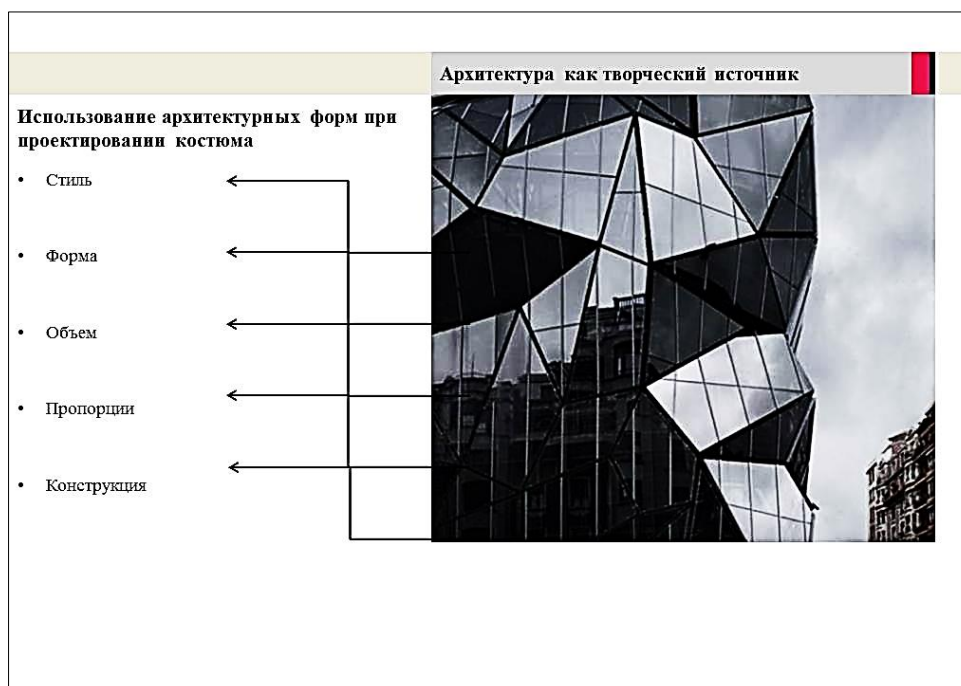 Архитектура как творческий источник
Использование архитектурных форм при
проектировании костюма
• Стиль
• Форма
• Объем
• Пропорции
• Конструкция